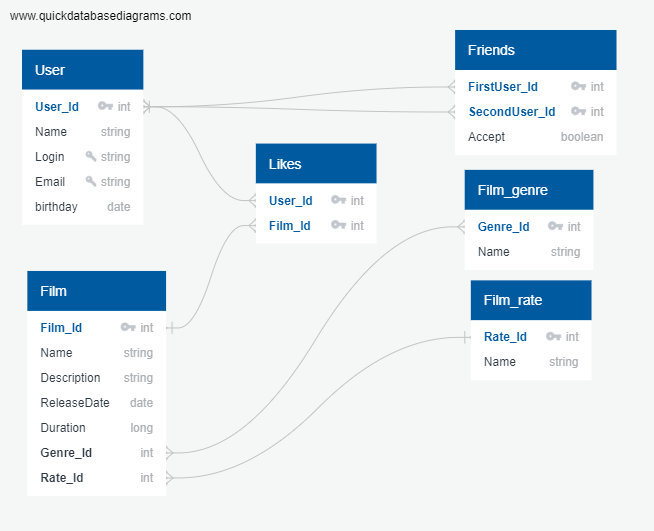 www.quickdatabasediagrams.com
User
User_Id int
Name string
Login string
Email string
birthday date
Friends
FirstUser_Id int
SecondUser_Id int
Accept boolean
Likes
User_Id int
Film_Id int
Film_genre
Genre_Id int
Name string
Film
Film_Id int
Name string
Description string
ReleaseDate date
Duration long
Genre_Id int
Rate_Id int
Film_rate
Rate_Id int
Name string